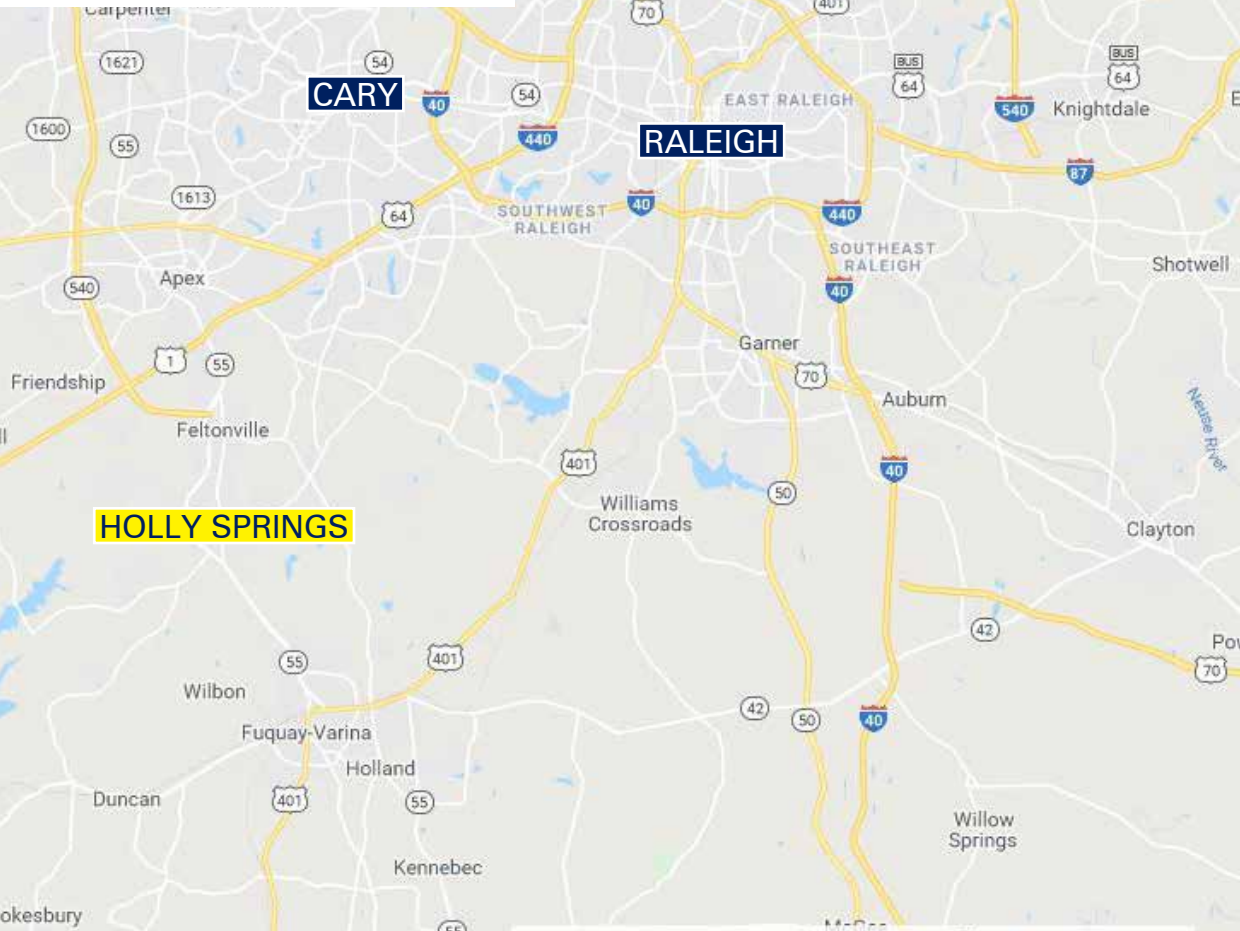 Carpenter
70
401
1621
54
BUS
64
BUS
64
CARY
40
54
EAST RALEIGH
540
Knightdale
1600
55
440
RALEIGH
87
1613
64
SOUTHWEST
RALEIGH
40
440
SOUTHEAST
RALEIGH
Shotwell
540
Apex
40
1
55
Garner
70
Friendship
Auburn
Neuse River
Feltonville
401
40
50
Williams
Crossroads
HOLLY SPRINGS
Clayton
42
55
401
70
Wilbon
42
50
40
Fuquay-Varina
Holland
Duncan
401
55
Willow
Springs
Kennebec
okesbury
55